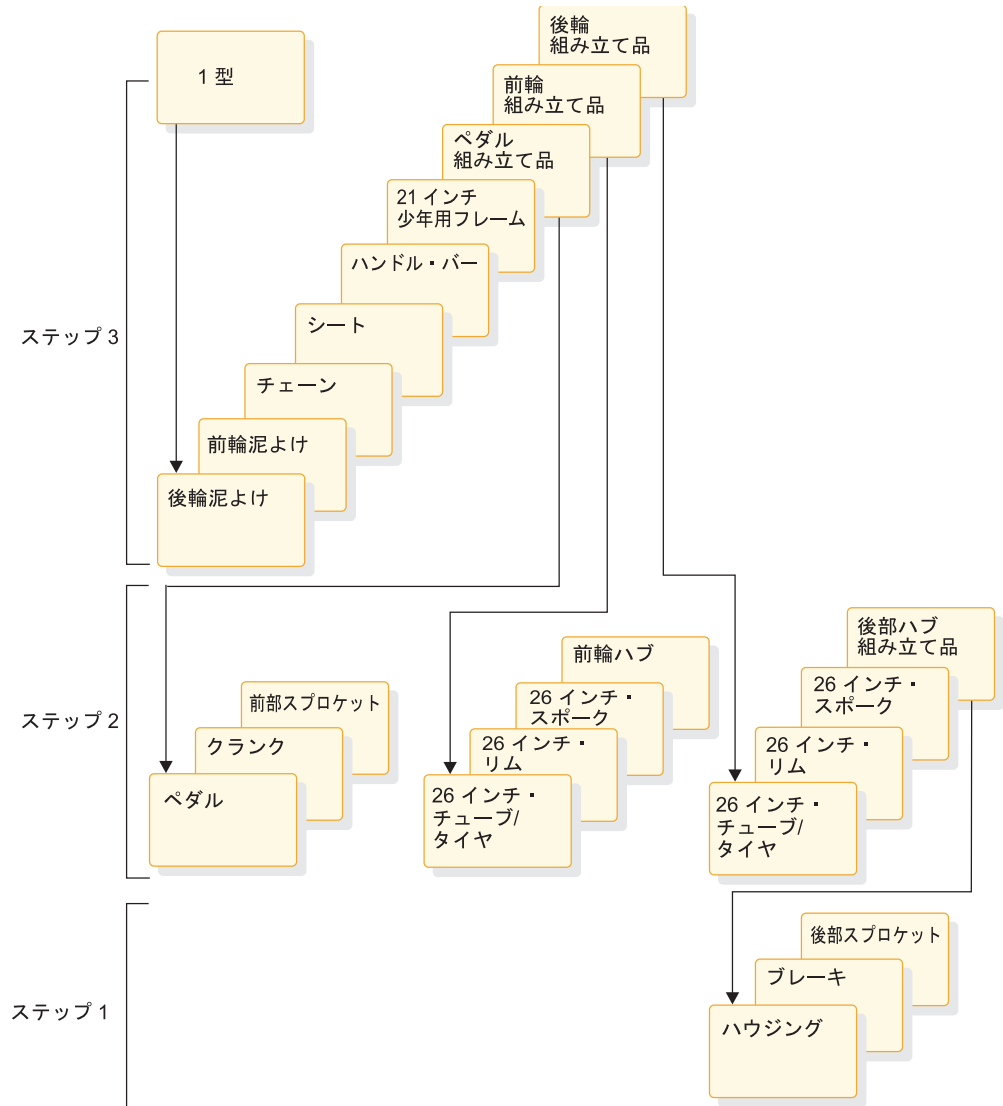 後輪
組み立て品
前輪
組み立て品
1 型
ペダル
組み立て品
21 インチ
少年用フレーム
ハンドル・バー
シート
ステップ 3
チェーン
前輪泥よけ
後輪泥よけ
後部ハブ
組み立て品
前輪ハブ
26 インチ・
スポーク
前部スプロケット
26 インチ・
スポーク
ステップ 2
クランク
26 インチ・
リム
26 インチ・
リム
ペダル
26 インチ・
チューブ/
タイヤ
26 インチ・
チューブ/
タイヤ
後部スプロケット
ブレーキ
ステップ 1
ハウジング